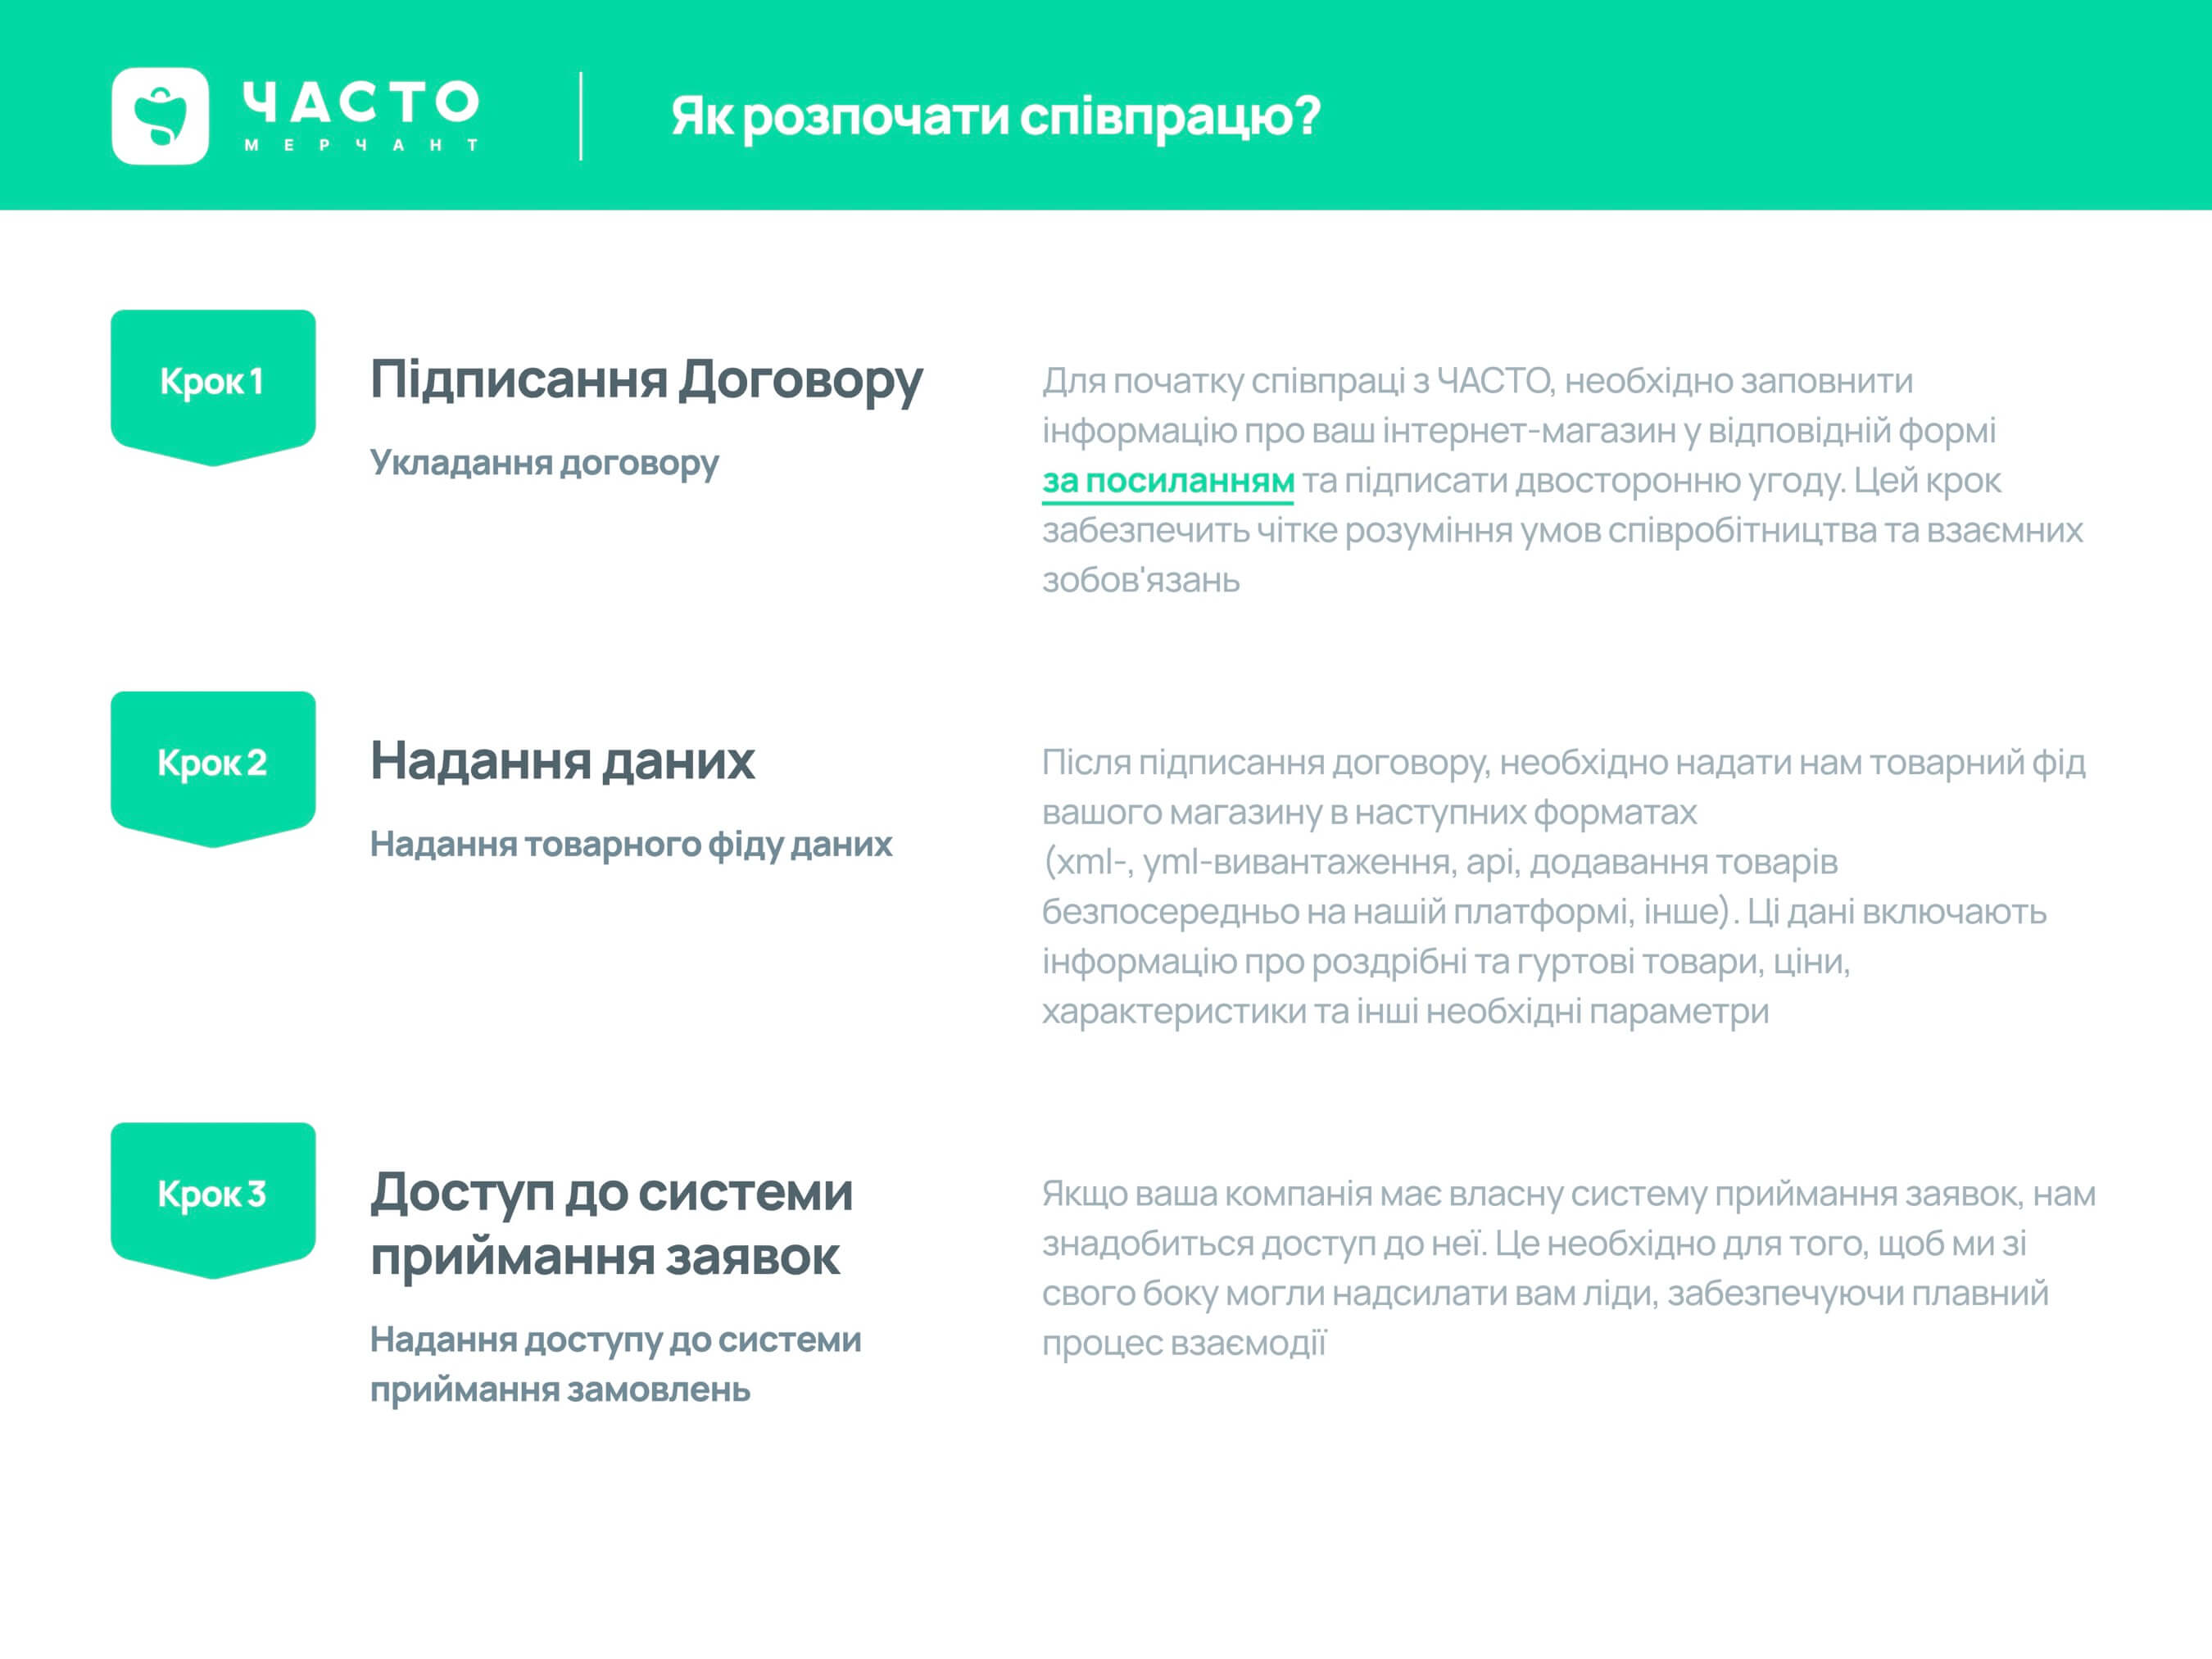 ЧАСТО
МЕРЧАНТ
Як розпочати співпрацю?
Крок 1
Підписання Договору
Укладання договору
Для початку співпраці з ЧАСТО, необхідно заповнити
інформацію про ваш інтернет-магазин у відповідній формі
за посиланням та підписати двосторонню угоду. Цей крок
забезпечить чітке розуміння умов співробітництва та взаємних
зобов'язань
Крок 2
Надання даних
Надання товарного фіду даних
Після підписання договору, необхідно надати нам товарний фід
вашого магазину в наступних форматах
(xml-, yml-вивантаження, api, додавання товарів
безпосередньо на нашій платформі, інше). Ці дані включають
інформацію про роздрібні та гуртові товари, ціни,
характеристики та інші необхідні параметри
Крок 3
Доступ до системи
приймання заявок
Надання доступу до системи
приймання замовлень
Якщо ваша компанія має власну систему приймання заявок, нам
знадобиться доступ до неї. Це необхідно для того, щоб ми зі
свого боку могли надсилати вам ліди, забезпечуючи плавний
процес взаємодії